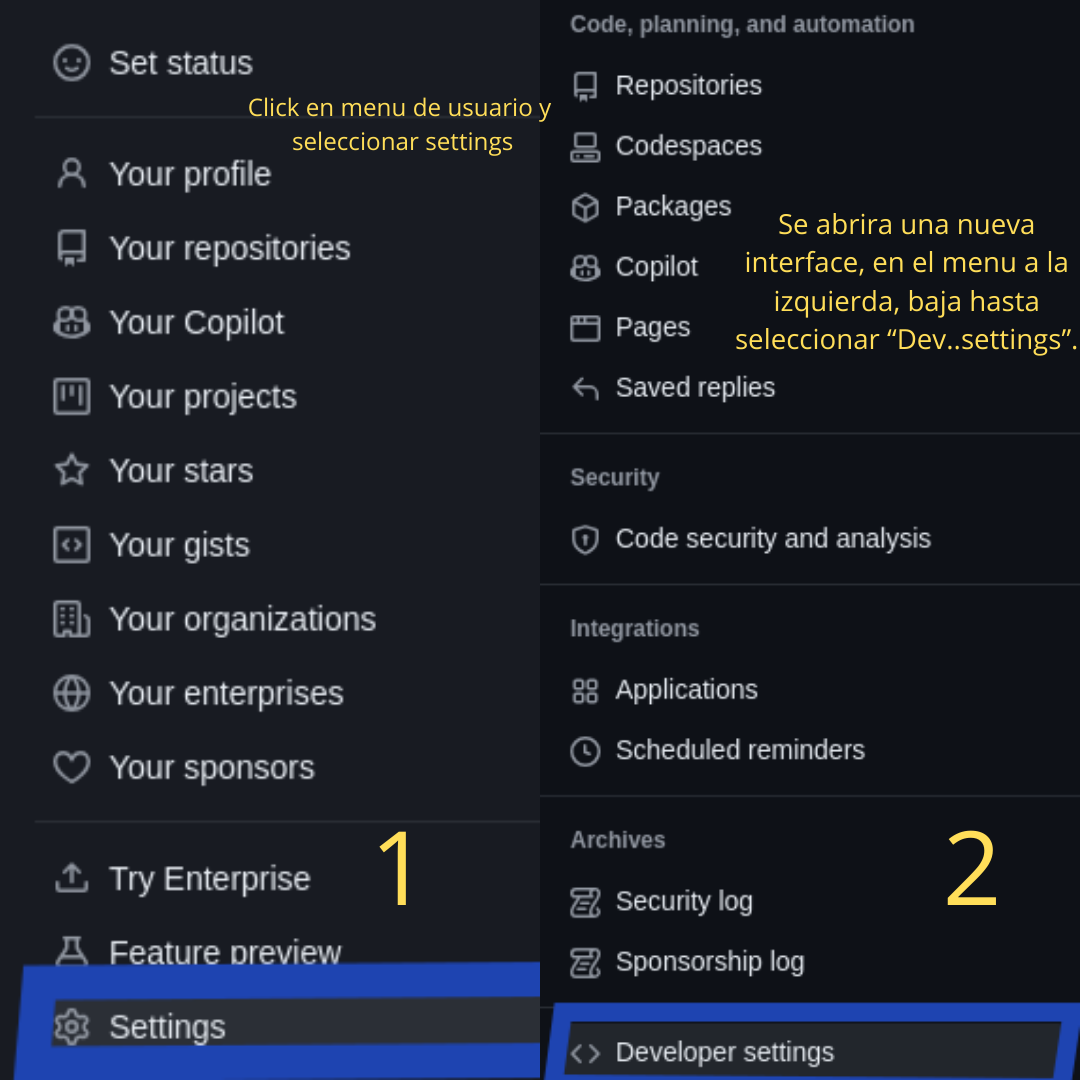 Set status
Click en menu de usuario y
seleccionar settings
Your profile
Your repositories
Your Copilot
Your projects
Your stars
Your gists
Your organizations
Your enterprises
Your sponsors
Try Enterprise
1
Feature preview
Settings
Code, planning, and automation
Repositories
Codespaces
Packages
Copilot
Pages
Saved replies
Se abrira una nueva
interface, en el menu a la
izquierda, baja hasta
seleccionar “Dev..settings”.
Security
Code security and analysis
Integrations
Applications
Scheduled reminders
Archives
2
Security log
Sponsorship log
Developer settings